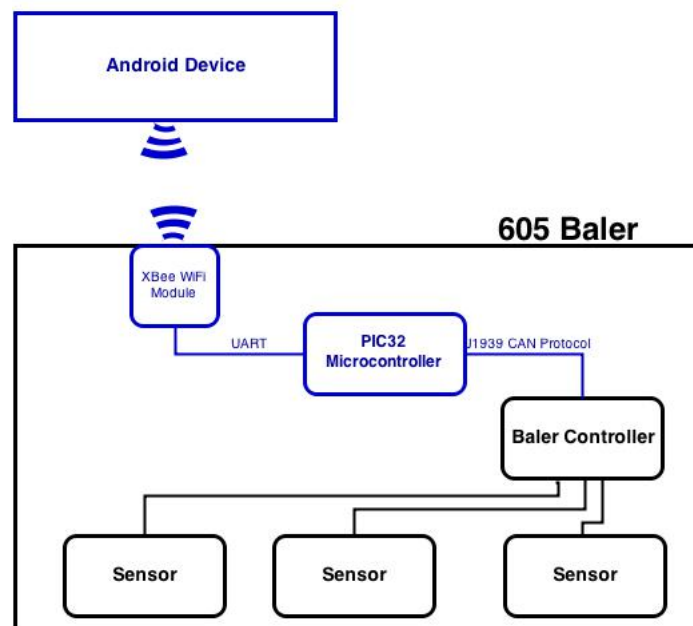 Android Device
605 Baler
XBee WiFi
Module
UART
PIC32
Microcontroller
J1939 CAN Protocol
Baler Controller
Sensor
Sensor
Sensor